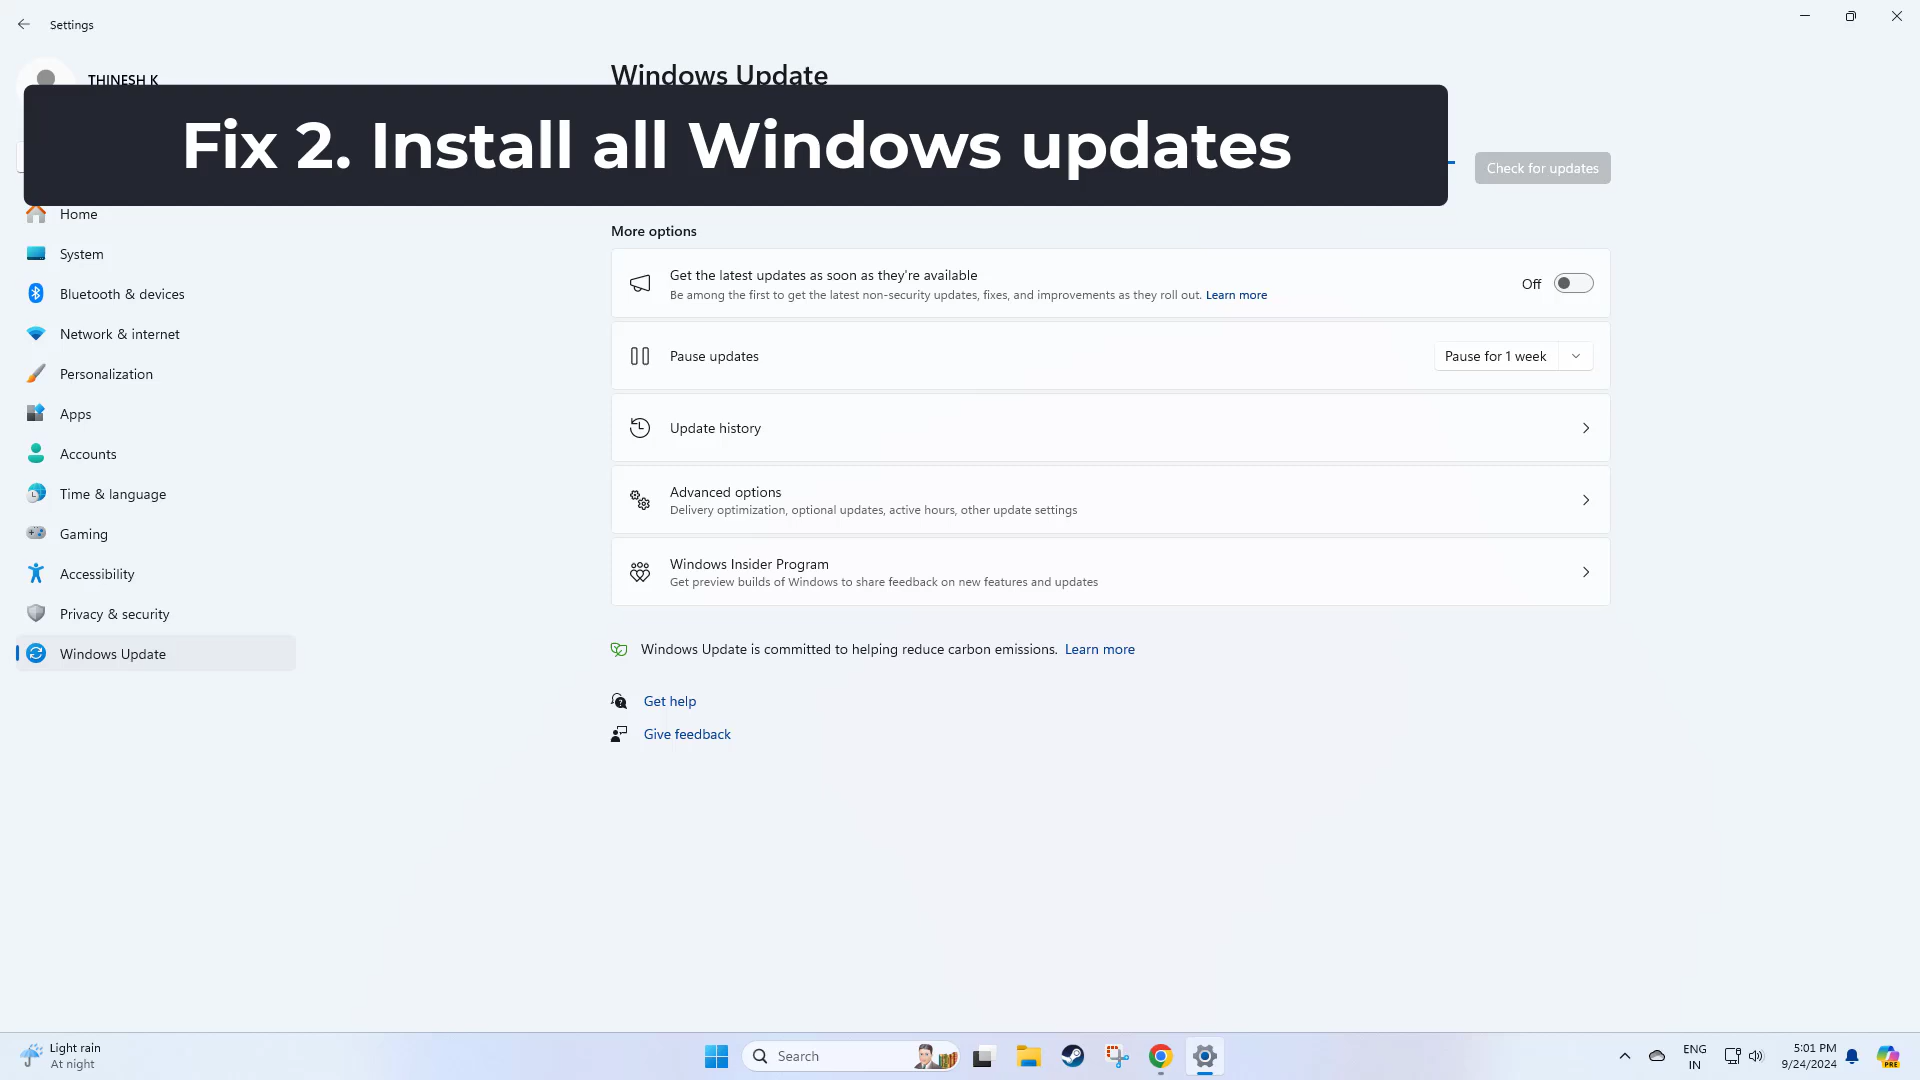 Settings
THINESH K
Windows Update
Fix 2. Install all Windows updates
Check for updates
Home
System
Bluetooth & devices
Network & internet
Personalization
Apps
Accounts
Time & language
Gaming
Accessibility
Privacy & security
Windows Update
More options
Get the latest updates as soon as they're available
Be among the first to get the latest non-security updates, fixes, and improvements as they roll out. Learn more
Off
Pause updates
Pause for 1 week
Update history
Advanced options
Delivery optimization, optional updates, active hours, other update settings
Windows Insider Program
Get preview builds of Windows to share feedback on new features and updates
Windows Update is committed to helping reduce carbon emissions. Learn more
Get help
Give feedback
Light rain
At night
Search
ENG
IN
5:01 PM
9/24/2024
PRE